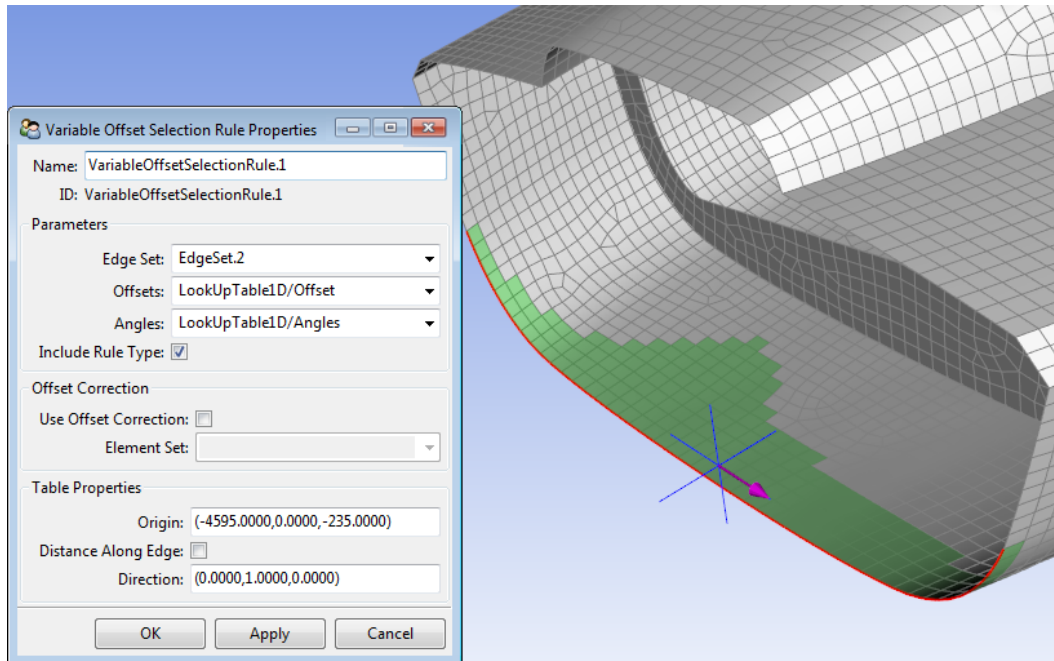 Variable Offset Selection Rule Properties
Name: VariableOffsetSelectionRule.1
ID: VariableOffsetSelectionRule.1
Parameters
Edge Set: EdgeSet.2
Offsets: LookUpTable1D/Offset
Angles: LookUpTable1D/Angles
Include Rule Type:
Offset Correction
Use Offset Correction:
Element Set:
Table Properties
Origin: (-4595.0000,0.0000,-235.0000)
Distance Along Edge:
Direction: (0.0000,1.0000,0.0000)
OK Apply Cancel